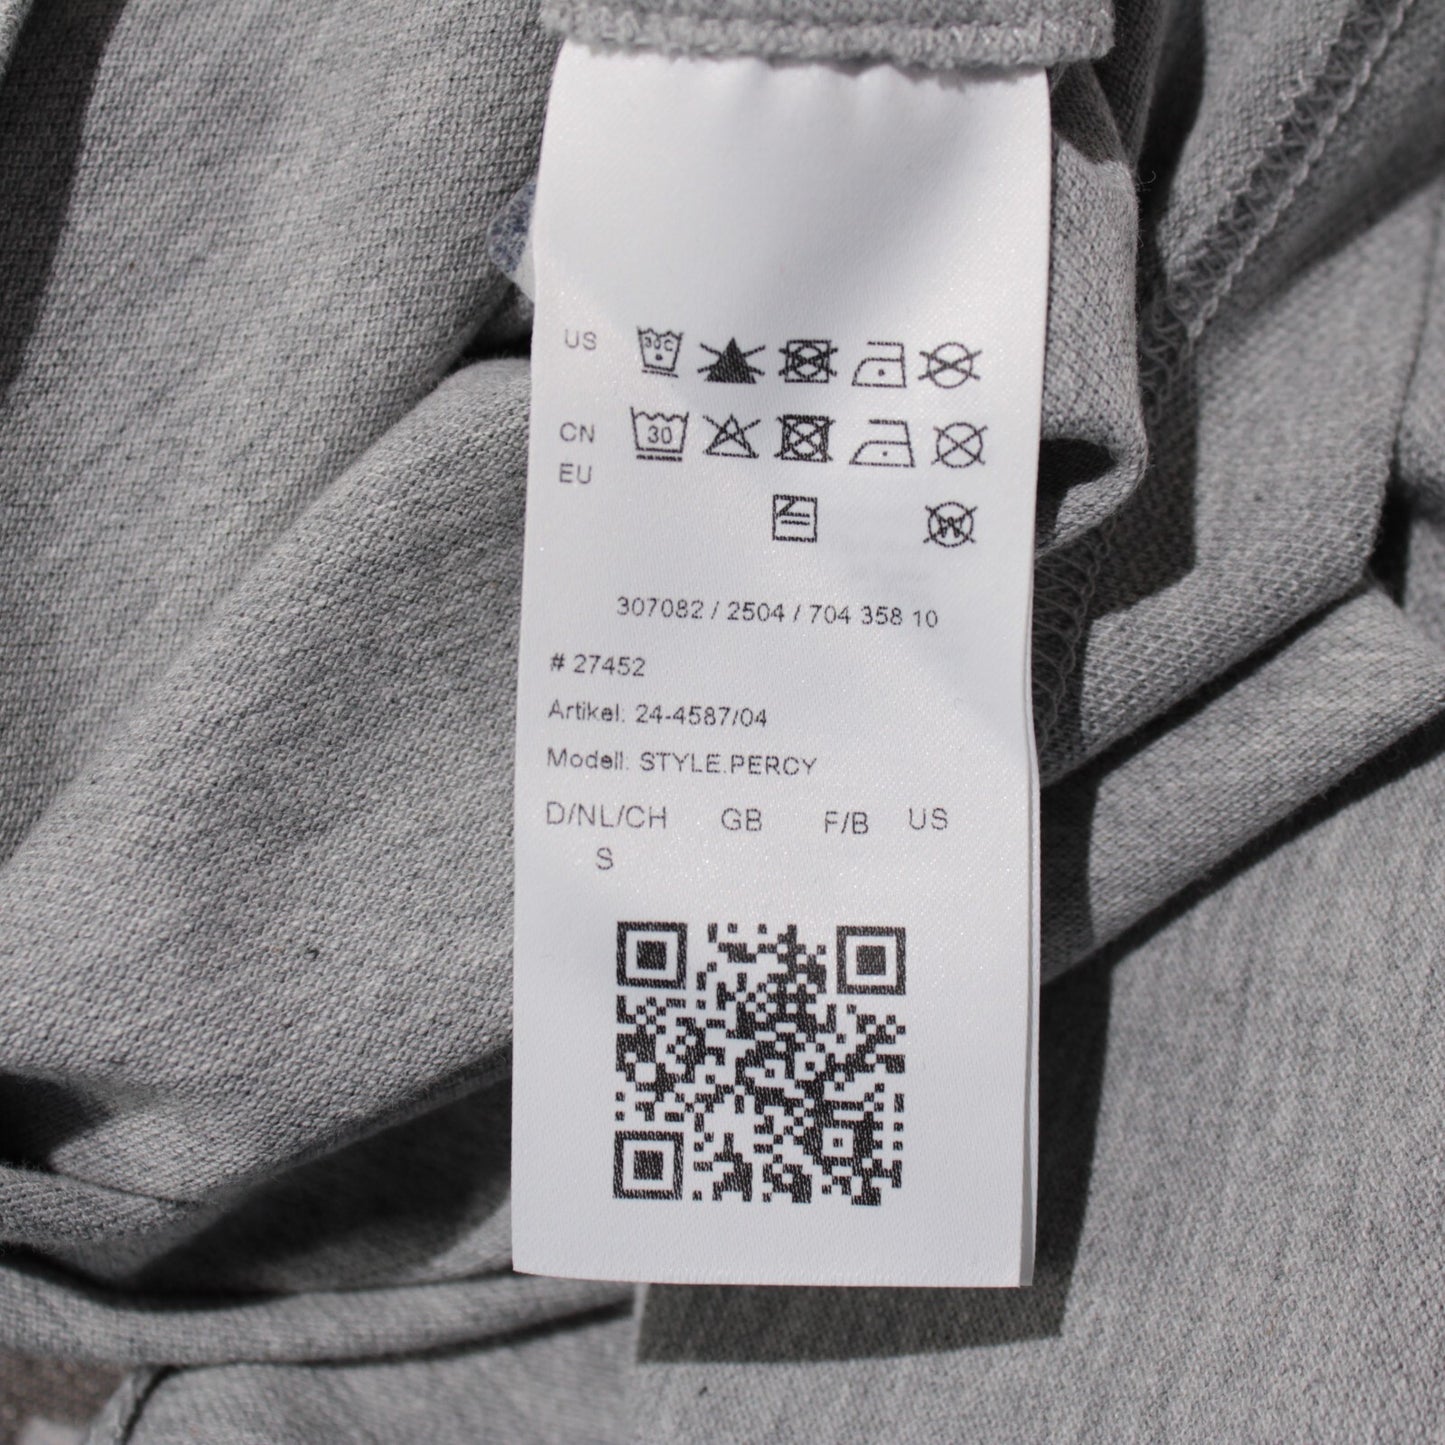 US 30°C
CN 30
EU
W
307082 / 2504 / 704 358 10
# 27452
Artikel: 24-4587/04
Modell: STYLE.PERCY
D/NL/CH GB F/B US
S